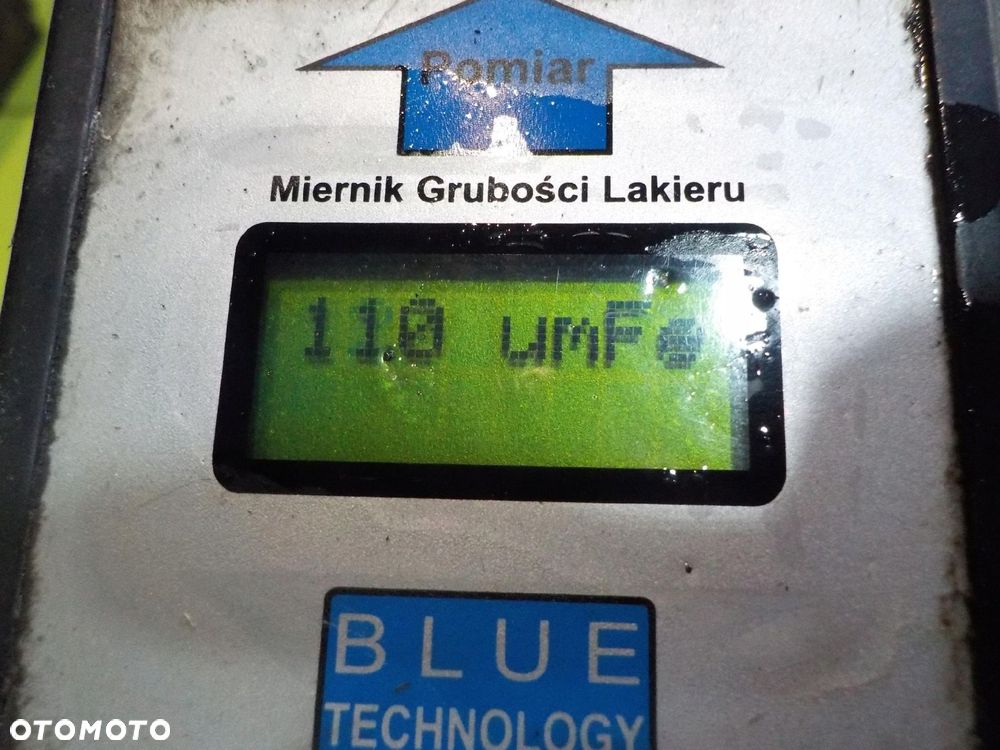 Pomiar
Miernik Grubości Lakieru
110 umFe
BLUE
TECHNOLOGY
OTOMOTO